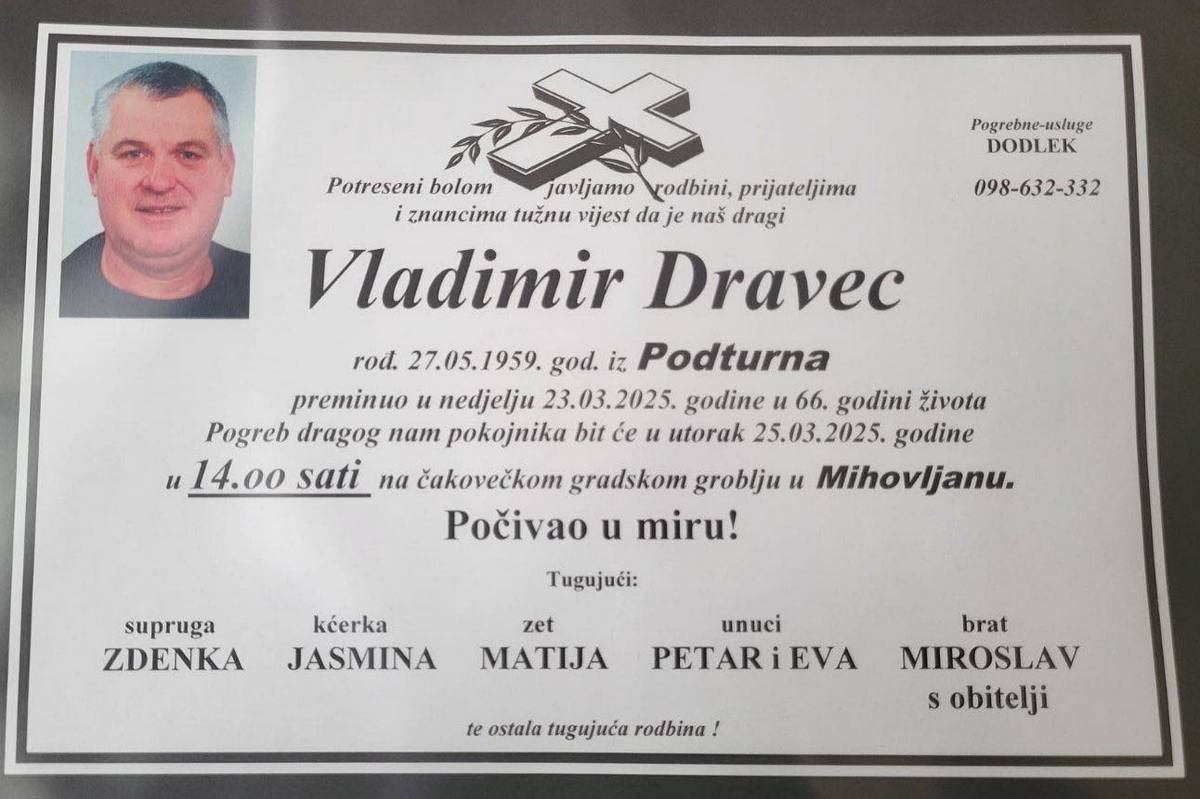 Pogrebne-usluge
DODLEK
098-632-332
Potreseni bolom javljamo rodbini, prijateljima
i znancima tužnu vijest da je naš dragi
Vladimir Dravec
rođ. 27.05.1959. god. iz Podturna
preminuo u nedjelju 23.03.2025. godine u 66. godini života
Pogreb dragog nam pokojnika bit će u utorak 25.03.2025. godine
u 14.oo sati na čakovečkom gradskom groblju u Mihovljanu.
Počivao u miru!
Tugujući:
supruga kćerka zet unuci brat
ZDENKA JASMINA MATIJA PETAR i EVA MIROSLAV
s obitelji
te ostala tugujuća rodbina !